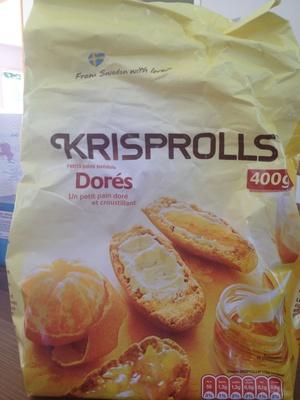 From Sweden with love
KRISPROLLS
PETITS PAINS SUÉDOIS
Dorés
400g
Un petit pain doré
et croustillant